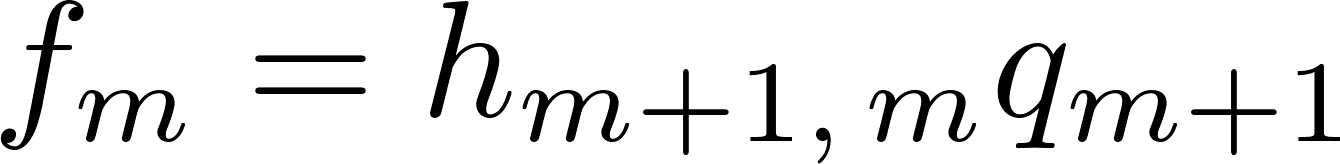 $f_m = h_{m+1,\,m} q_{m+1}$